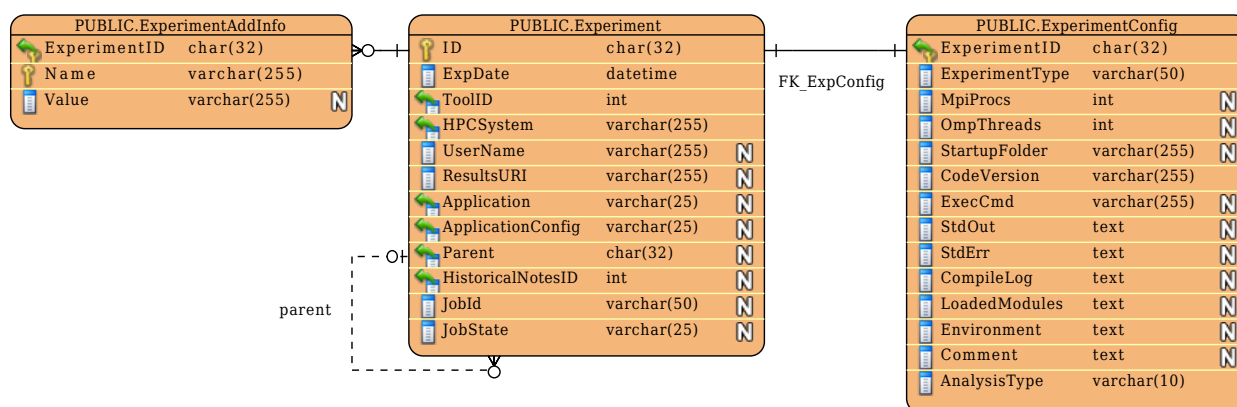 PUBLIC.ExperimentAddInfo
ExperimentID char(32)
Name varchar(255)
Value varchar(255) N
PUBLIC.Experiment
ID char(32)
ExpDate datetime
ToolID int
HPCSystem varchar(255)
UserName varchar(255) N
ResultsURI varchar(255) N
Application varchar(25) N
ApplicationConfig varchar(25) N
Parent char(32) N
HistoricalNotesID int N
JobId varchar(50) N
JobState varchar(25) N
parent
FK_ExpConfig
PUBLIC.ExperimentConfig
ExperimentID char(32)
ExperimentType varchar(50)
MpiProcs int N
OmpThreads int N
StartupFolder varchar(255) N
CodeVersion varchar(255)
ExecCmd varchar(255) N
StdOut text N
StdErr text N
CompileLog text N
LoadedModules text N
Environment text N
Comment text N
AnalysisType varchar(10)